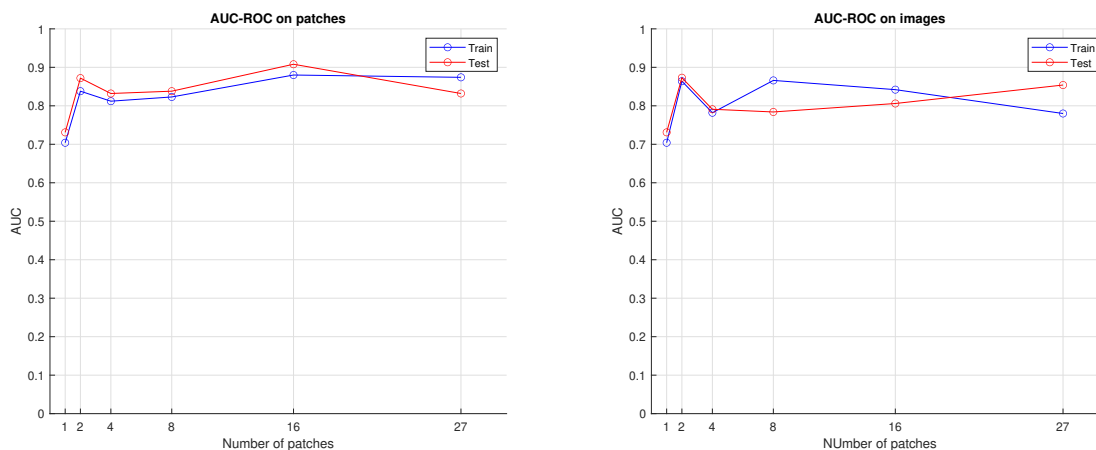 AUC-ROC on patches
1
0.9
0.8
0.7
0.6
0.5
0.4
0.3
0.2
0.1
0
AUC
Train
Test
1 2 4 8 16 27
Number of patches
AUC-ROC on images
1
0.9
0.8
0.7
0.6
0.5
0.4
0.3
0.2
0.1
0
AUC
Train
Test
1 2 4 8 16 27
NUmber of patches